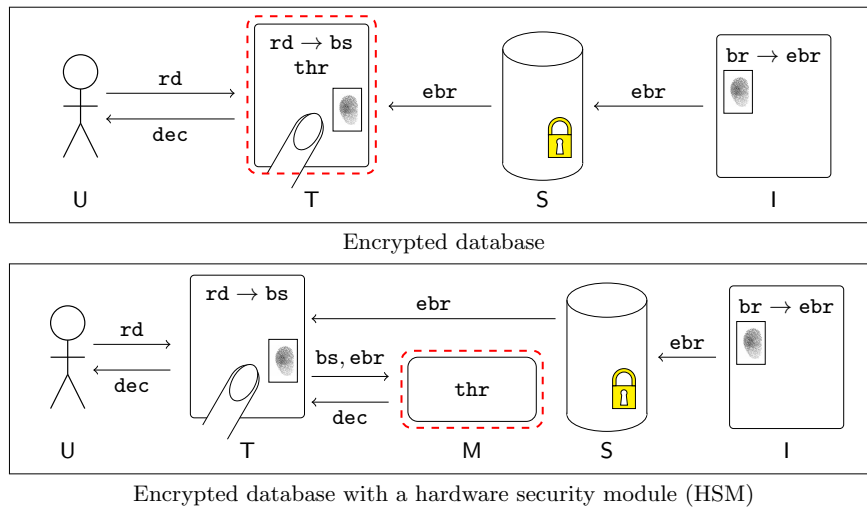 rd → bs
thr
br → ebr
rd
dec
ebr
ebr
U
T
S
I
Encrypted database
rd → bs
br → ebr
ebr
rd
dec
bs, ebr
dec
thr
ebr
U
T
M
S
I
Encrypted database with a hardware security module (HSM)